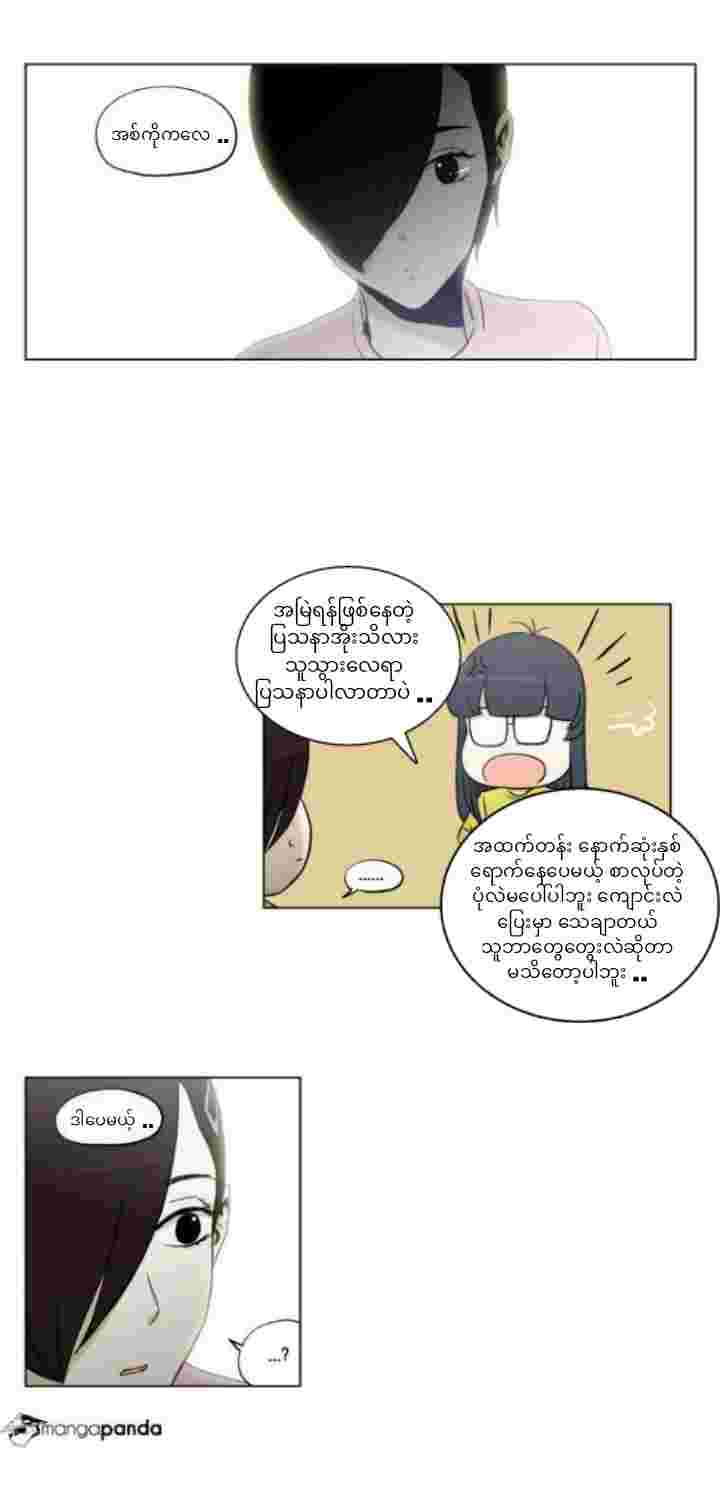 အစ်ကိုကလေ ..
အမြဲရန်ဖြစ်နေတဲ့
ပြသနာအိုးသိလား
သူသွားလေရာ
ပြသနာပါလာတာပဲ ..
......
အထက်တန်း နောက်ဆုံးနှစ်
ရောက်နေပေမယ့် စာလုပ်တဲ့
ပုံလဲမပေါ်ပါဘူး ကျောင်းလဲ
ပြေးမှာ သေချာတယ်
သူဘာတွေတွေးလဲဆိုတာ
မသိတော့ပါဘူး ..
ဒါပေမယ့် ..
...?
mangapanda